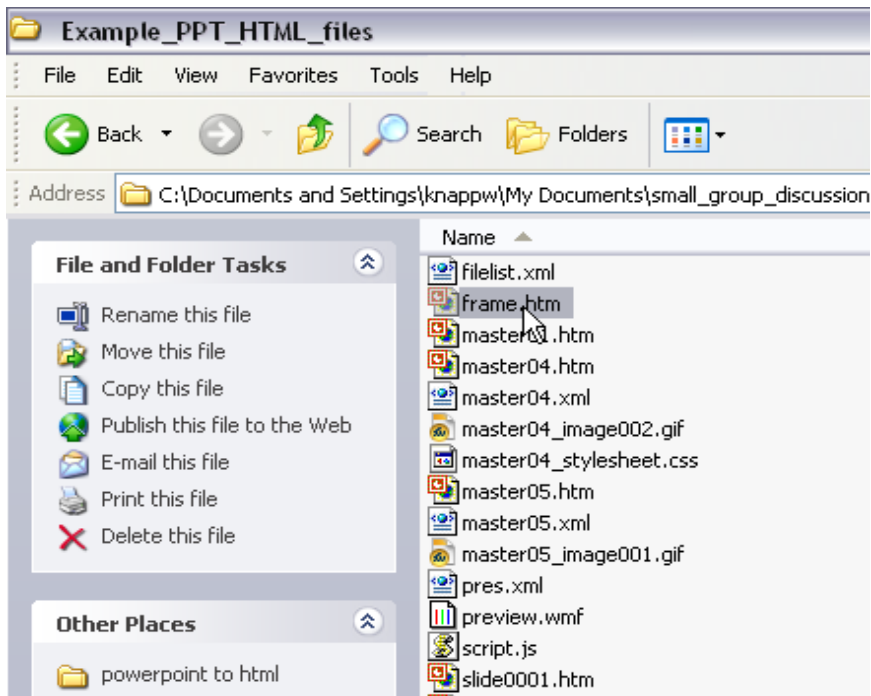 Example_PPT_HTML_files
File Edit View Favorites Tools Help
Back Search Folders
Address C:\Documents and Settings\knappw\My Documents\small_group_discussion
Name
File and Folder Tasks
Rename this file
Move this file
Copy this file
Publish this file to the Web
E-mail this file
Print this file
Delete this file
Other Places
powerpoint to html
filelist.xml
frame.htm
master01.htm
master04.htm
master04.xml
master04_image002.gif
master04_stylesheet.css
master05.htm
master05.xml
master05_image001.gif
pres.xml
preview.wmf
script.js
slide0001.htm